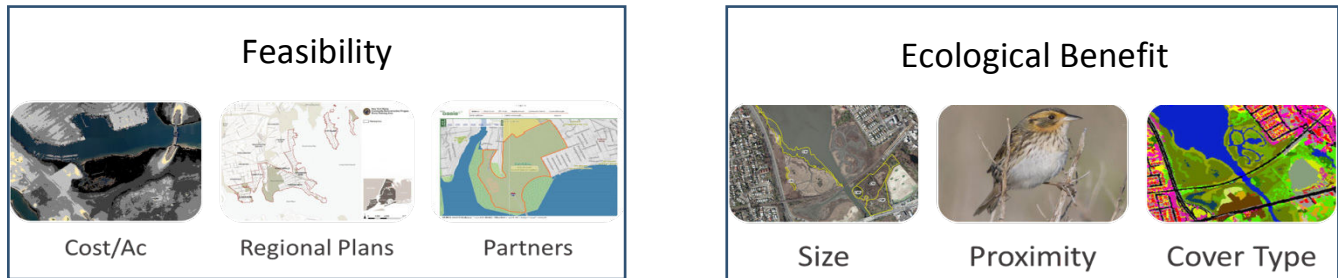 Feasibility
Cost/Ac
Regional Plans
Partners
Ecological Benefit
Size
Proximity
Cover Type